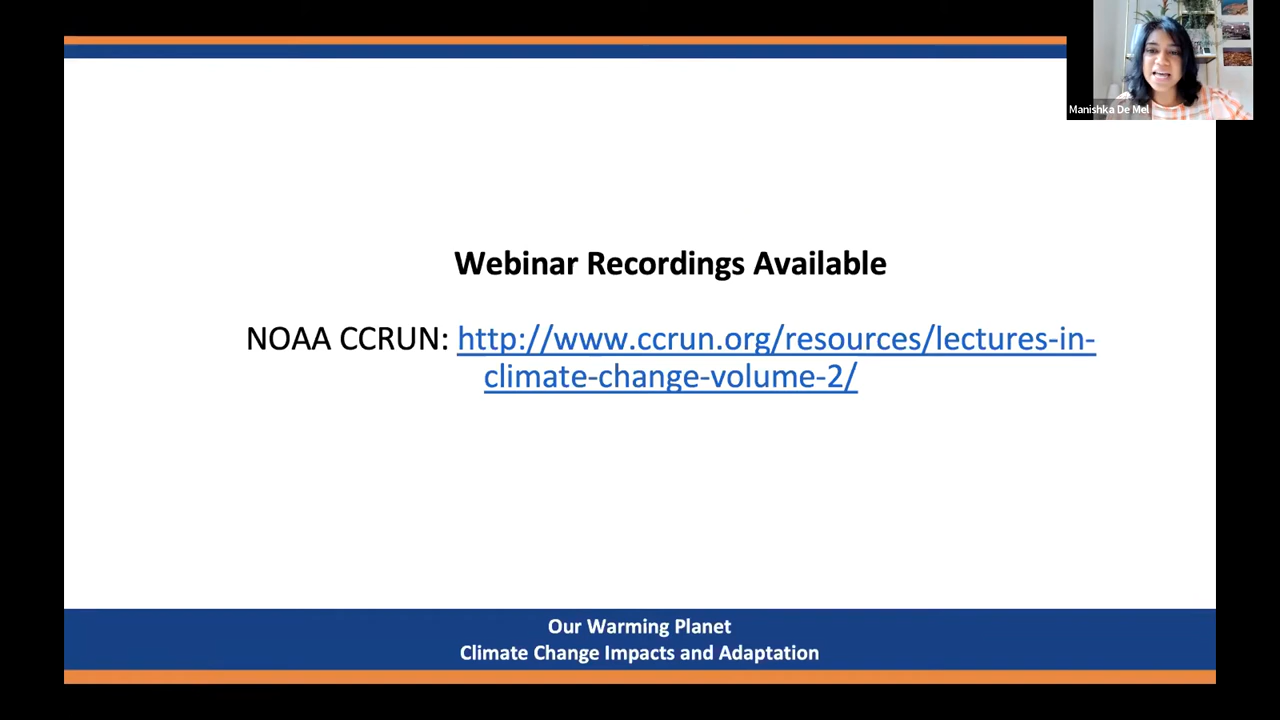 Manishka De Mel
Webinar Recordings Available
NOAA CCRUN: http://www.ccrun.org/resources/lectures-in-
climate-change-volume-2/
Our Warming Planet
Climate Change Impacts and Adaptation